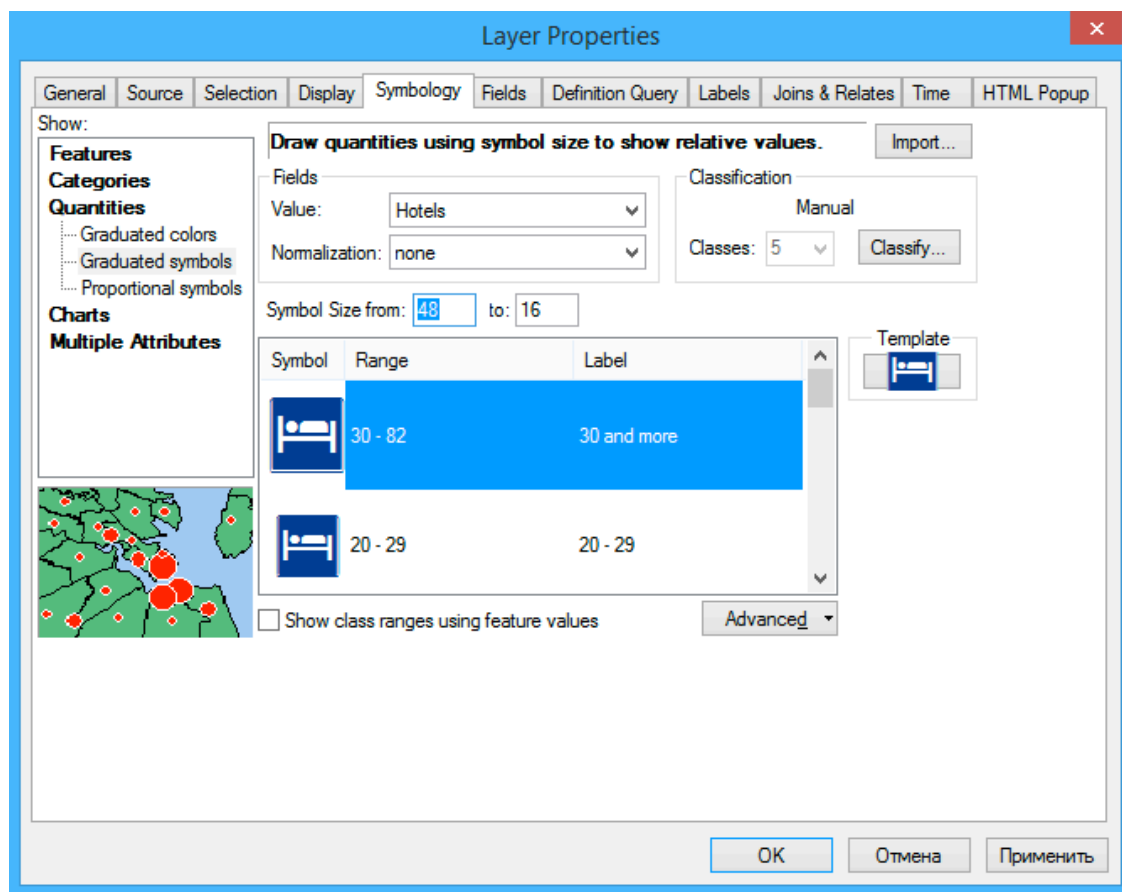 Layer Properties
General Source Selection Display Symbology Fields Definition Query Labels Joins & Relates Time HTML Popup
Show:
Features
Categories
Quantities
Graduated colors
Graduated symbols
Proportional symbols
Charts
Multiple Attributes
Draw quantities using symbol size to show relative values.
Import...
Fields
Value: Hotels
Normalization: none
Classification
Manual
Classes: 5 Classify...
Symbol Size from: 48 to: 16
Template
Symbol Range Label
30 - 82 30 and more
20 - 29 20 - 29
Show class ranges using feature values
Advanced
OK Отмена Применить